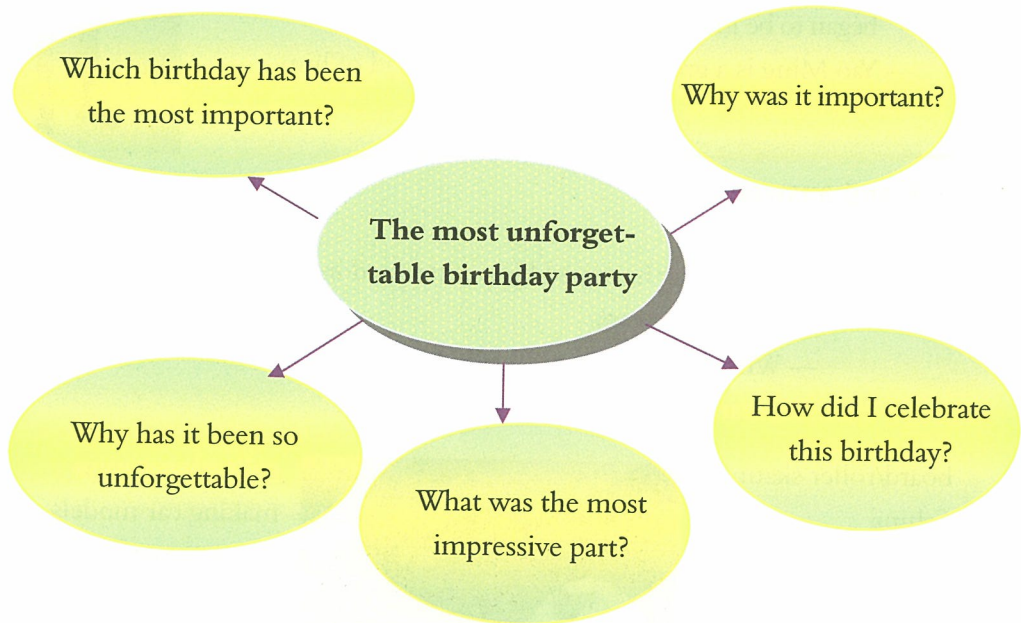 Which birthday has been
the most important?
Why was it important?
The most unforget-
table birthday party
Why has it been so
unforgettable?
What was the most
impressive part?
How did I celebrate
this birthday?